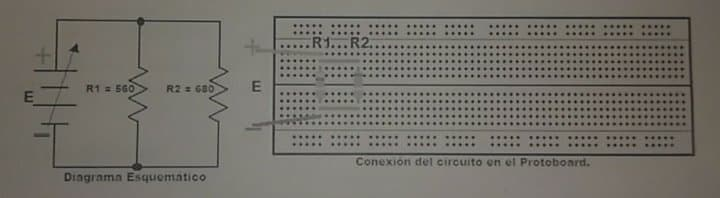 +
E
R1 = 560
R2 = 680
Diagrama Esquemático
+
R1 R2
E
Conexión del circuito en el Protoboard.